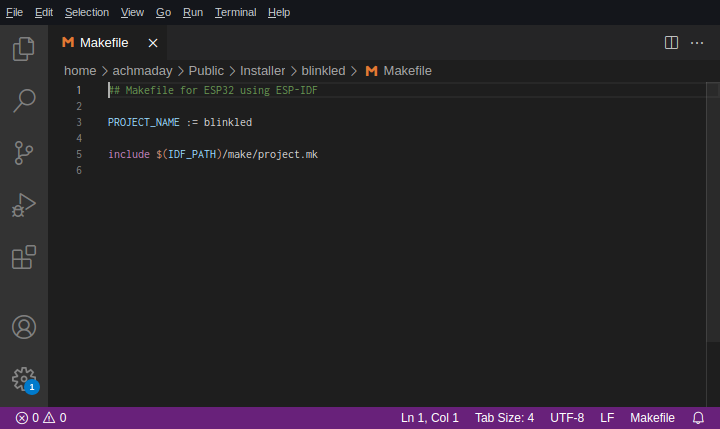 File Edit Selection View Go Run Terminal Help
Makefile
home achmaday Public Installer blinkled Makefile
1 ## Makefile for ESP32 using ESP-IDF
2
3 PROJECT_NAME := blinkled
4
5 include $(IDF_PATH)/make/project.mk
6
1
0 0 Ln 1, Col 1 Tab Size: 4 UTF-8 LF Makefile